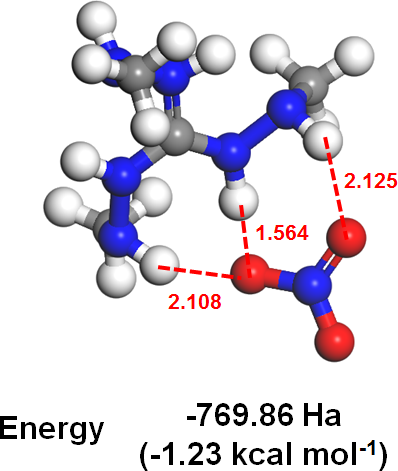 2.125
1.564
2.108
Energy
-769.86 Ha
(-1.23 kcal mol-1)